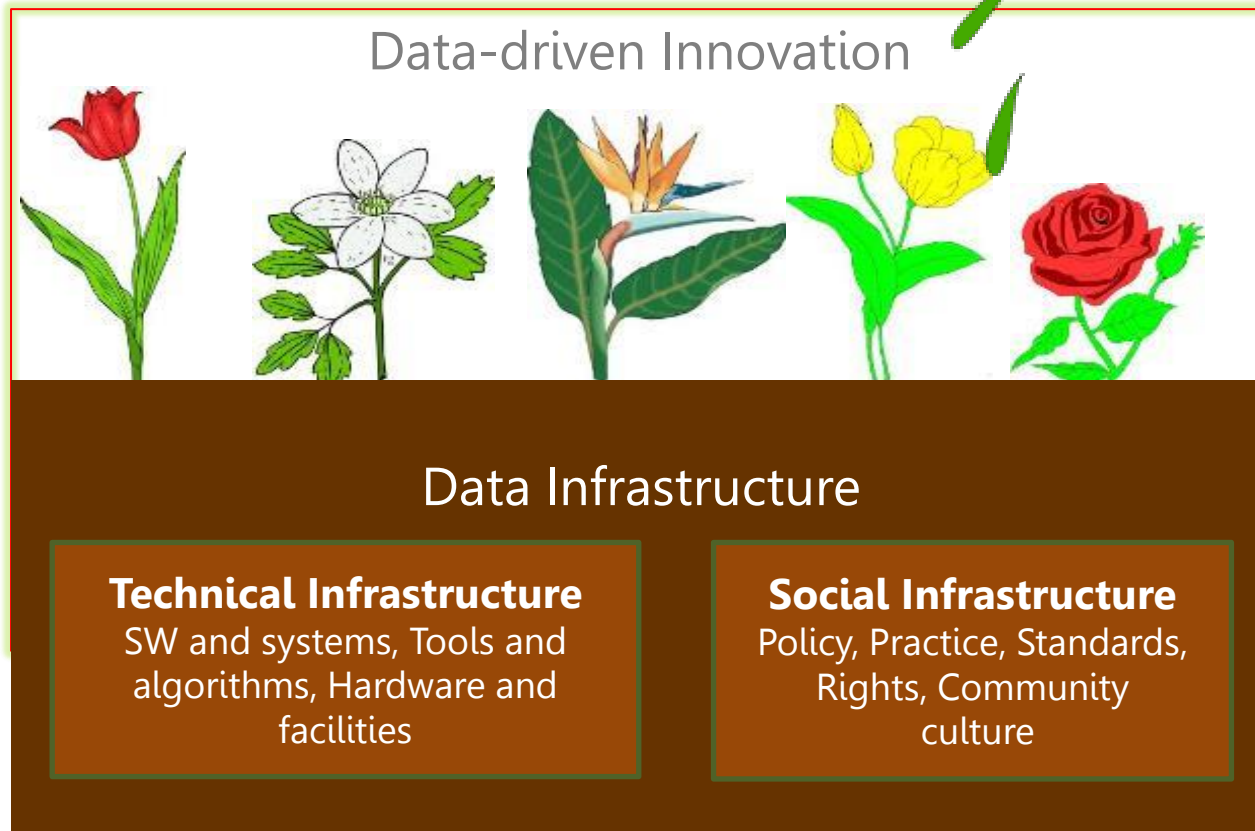 Data-driven Innovation
Data Infrastructure
Technical Infrastructure
SW and systems, Tools and
algorithms, Hardware and
facilities
Social Infrastructure
Policy, Practice, Standards,
Rights, Community
culture